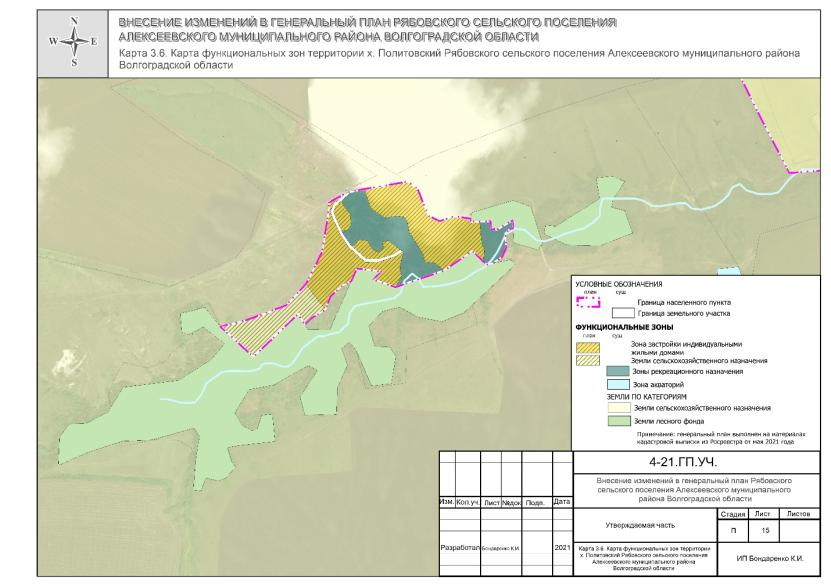 N
W E
S
ВНЕСЕНИЕ ИЗМЕНЕНИЙ В ГЕНЕРАЛЬНЫЙ ПЛАН РЯБОВСКОГО СЕЛЬСКОГО ПОСЕЛЕНИЯ
АЛЕКСЕЕВСКОГО МУНИЦИПАЛЬНОГО РАЙОНА ВОЛГОГРАДСКОЙ ОБЛАСТИ
Карта 3.6. Карта функциональных зон территории х. Политовский Рябовского сельского поселения Алексеевского муниципального района
Волгоградской области
УСЛОВНЫЕ ОБОЗНАЧЕНИЯ
план сущ
Граница населенного пункта
Граница земельного участка
ФУНКЦИОНАЛЬНЫЕ ЗОНЫ
план сущ
Зона застройки индивидуальными
жилыми домами
Земли сельскохозяйственного назначения
Зоны рекреационного назначения
Зона акваторий
ЗЕМЛИ ПО КАТЕГОРИЯМ
Земли сельскохозяйственного назначения
Земли лесного фонда
Примечание: генеральный план выполнен на материалах
кадастровой выписки из Росреестра от мая 2021 года
4-21.ГП.УЧ.
Внесение изменений в генеральный план Рябовского
сельского поселения Алексеевского муниципального
района Волгоградской области
Изм. Кол.уч. Лист №док Подп. Дата
Утверждаемая часть
Стадия Лист Листов
П 15
Разработал Бондаренко К.И. 2021
Карта 3.6. Карта функциональных зон территории
х. Политовский Рябовского сельского поселения
Алексеевского муниципального района
Волгоградской области
ИП Бондаренко К.И.